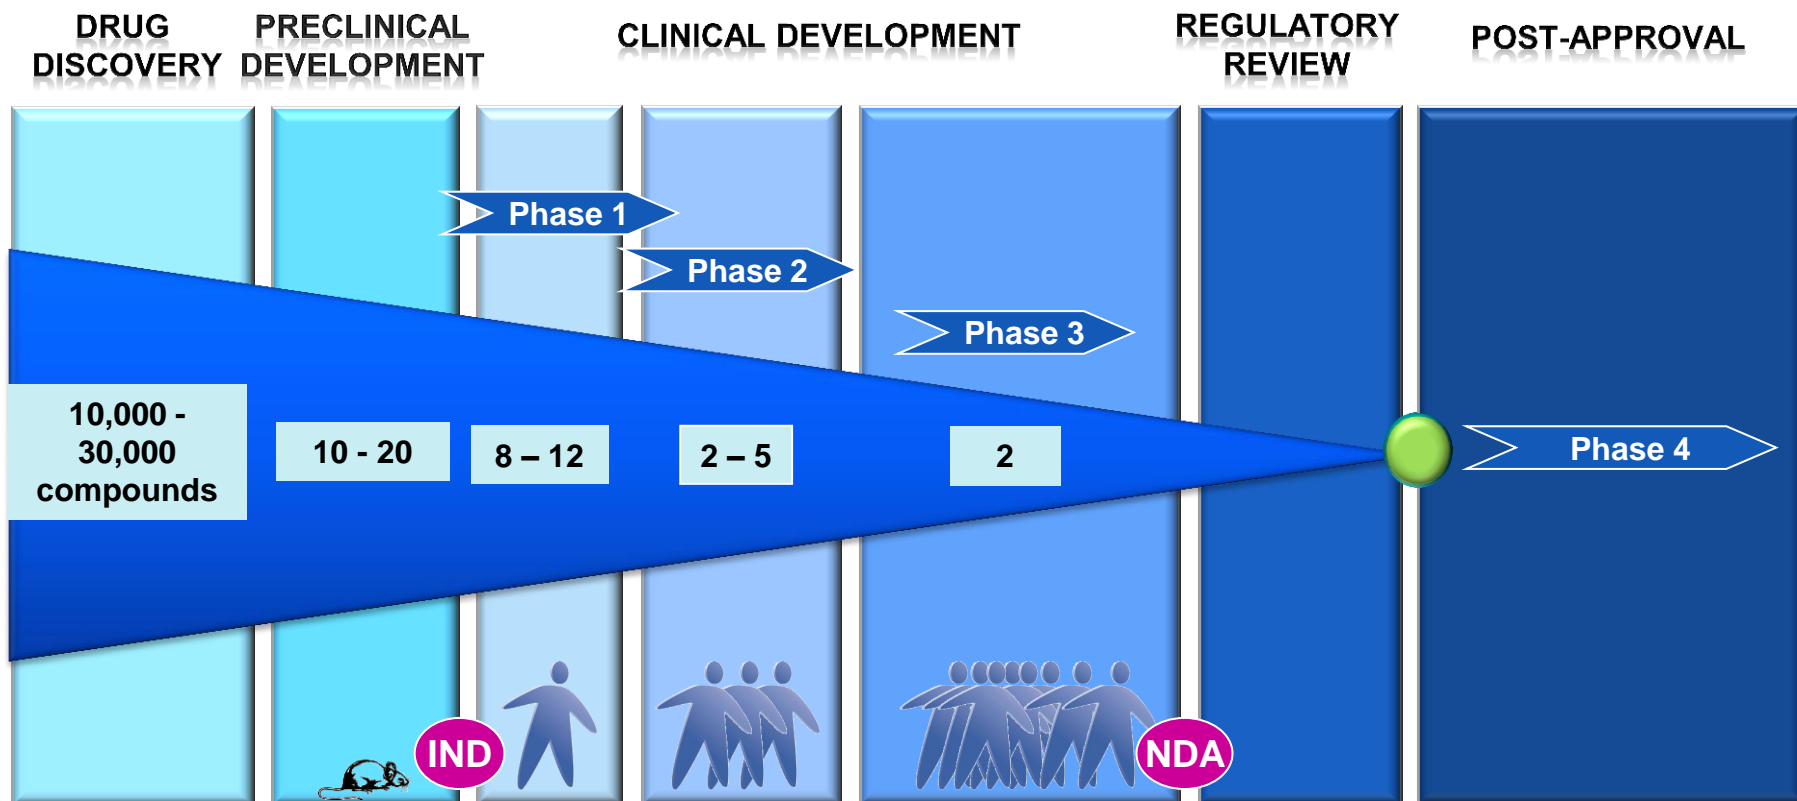 DRUG
DISCOVERY
PRECLINICAL
DEVELOPMENT
CLINICAL DEVELOPMENT
REGULATORY
REVIEW
POST-APPROVAL
Phase 1
Phase 2
Phase 3
10,000 -
30,000
compounds
10 - 20
8 – 12
2 – 5
2
Phase 4
IND
NDA